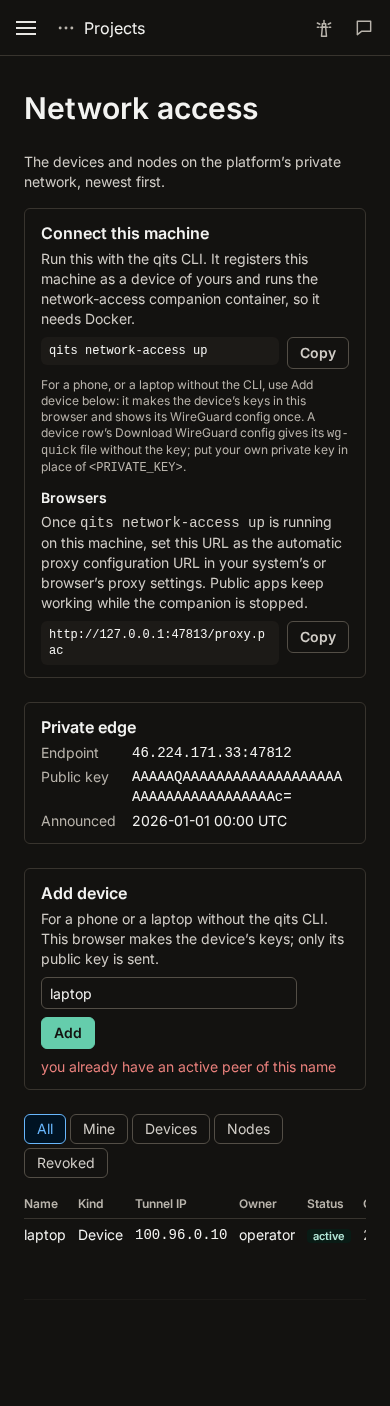 Projects
Network access
The devices and nodes on the platform’s private
network, newest first.
Connect this machine
Run this with the qits CLI. It registers this
machine as a device of yours and runs the
network-access companion container, so it
needs Docker.
qits network-access up
Copy
For a phone, or a laptop without the CLI, use Add
device below: it makes the device’s keys in this
browser and shows its WireGuard config once. A
device row’s Download WireGuard config gives its wg-
quick file without the key; put your own private key in
place of <PRIVATE_KEY>.
Browsers
Once qits network-access up is running
on this machine, set this URL as the automatic
proxy configuration URL in your system’s or
browser’s proxy settings. Public apps keep
working while the companion is stopped.
http://127.0.0.1:47813/proxy.p
ac
Copy
Private edge
Endpoint 46.224.171.33:47812
Public key AAAAAQAAAAAAAAAAAAAAAAAAA
AAAAAAAAAAAAAAAAAc=
Announced 2026-01-01 00:00 UTC
Add device
For a phone or a laptop without the qits CLI.
This browser makes the device’s keys; only its
public key is sent.
laptop
Add
you already have an active peer of this name
All Mine Devices Nodes
Revoked
Name Kind Tunnel IP Owner Status
laptop Device 100.96.0.10 operator active